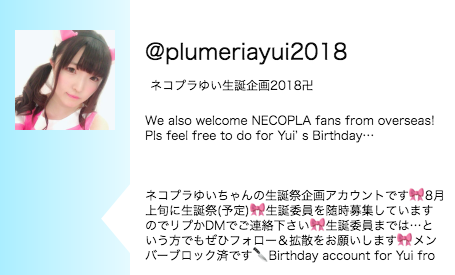 @plumeriayui2018
ネコプラゆい生誕企画2018卍
We also welcome NECOPLA fans from overseas!
Pls feel free to do for Yui’s Birthday…
ネコプラゆいちゃんの生誕祭企画アカウントです🎀8月
上旬に生誕祭(予定)🎀生誕委員を随時募集しています
のでリプかDMでご連絡下さい🎀生誕委員までは…と
いう方でもぜひフォロー&拡散をお願いします🎀メン
バーブロック済です🎤Birthday account for Yui fro